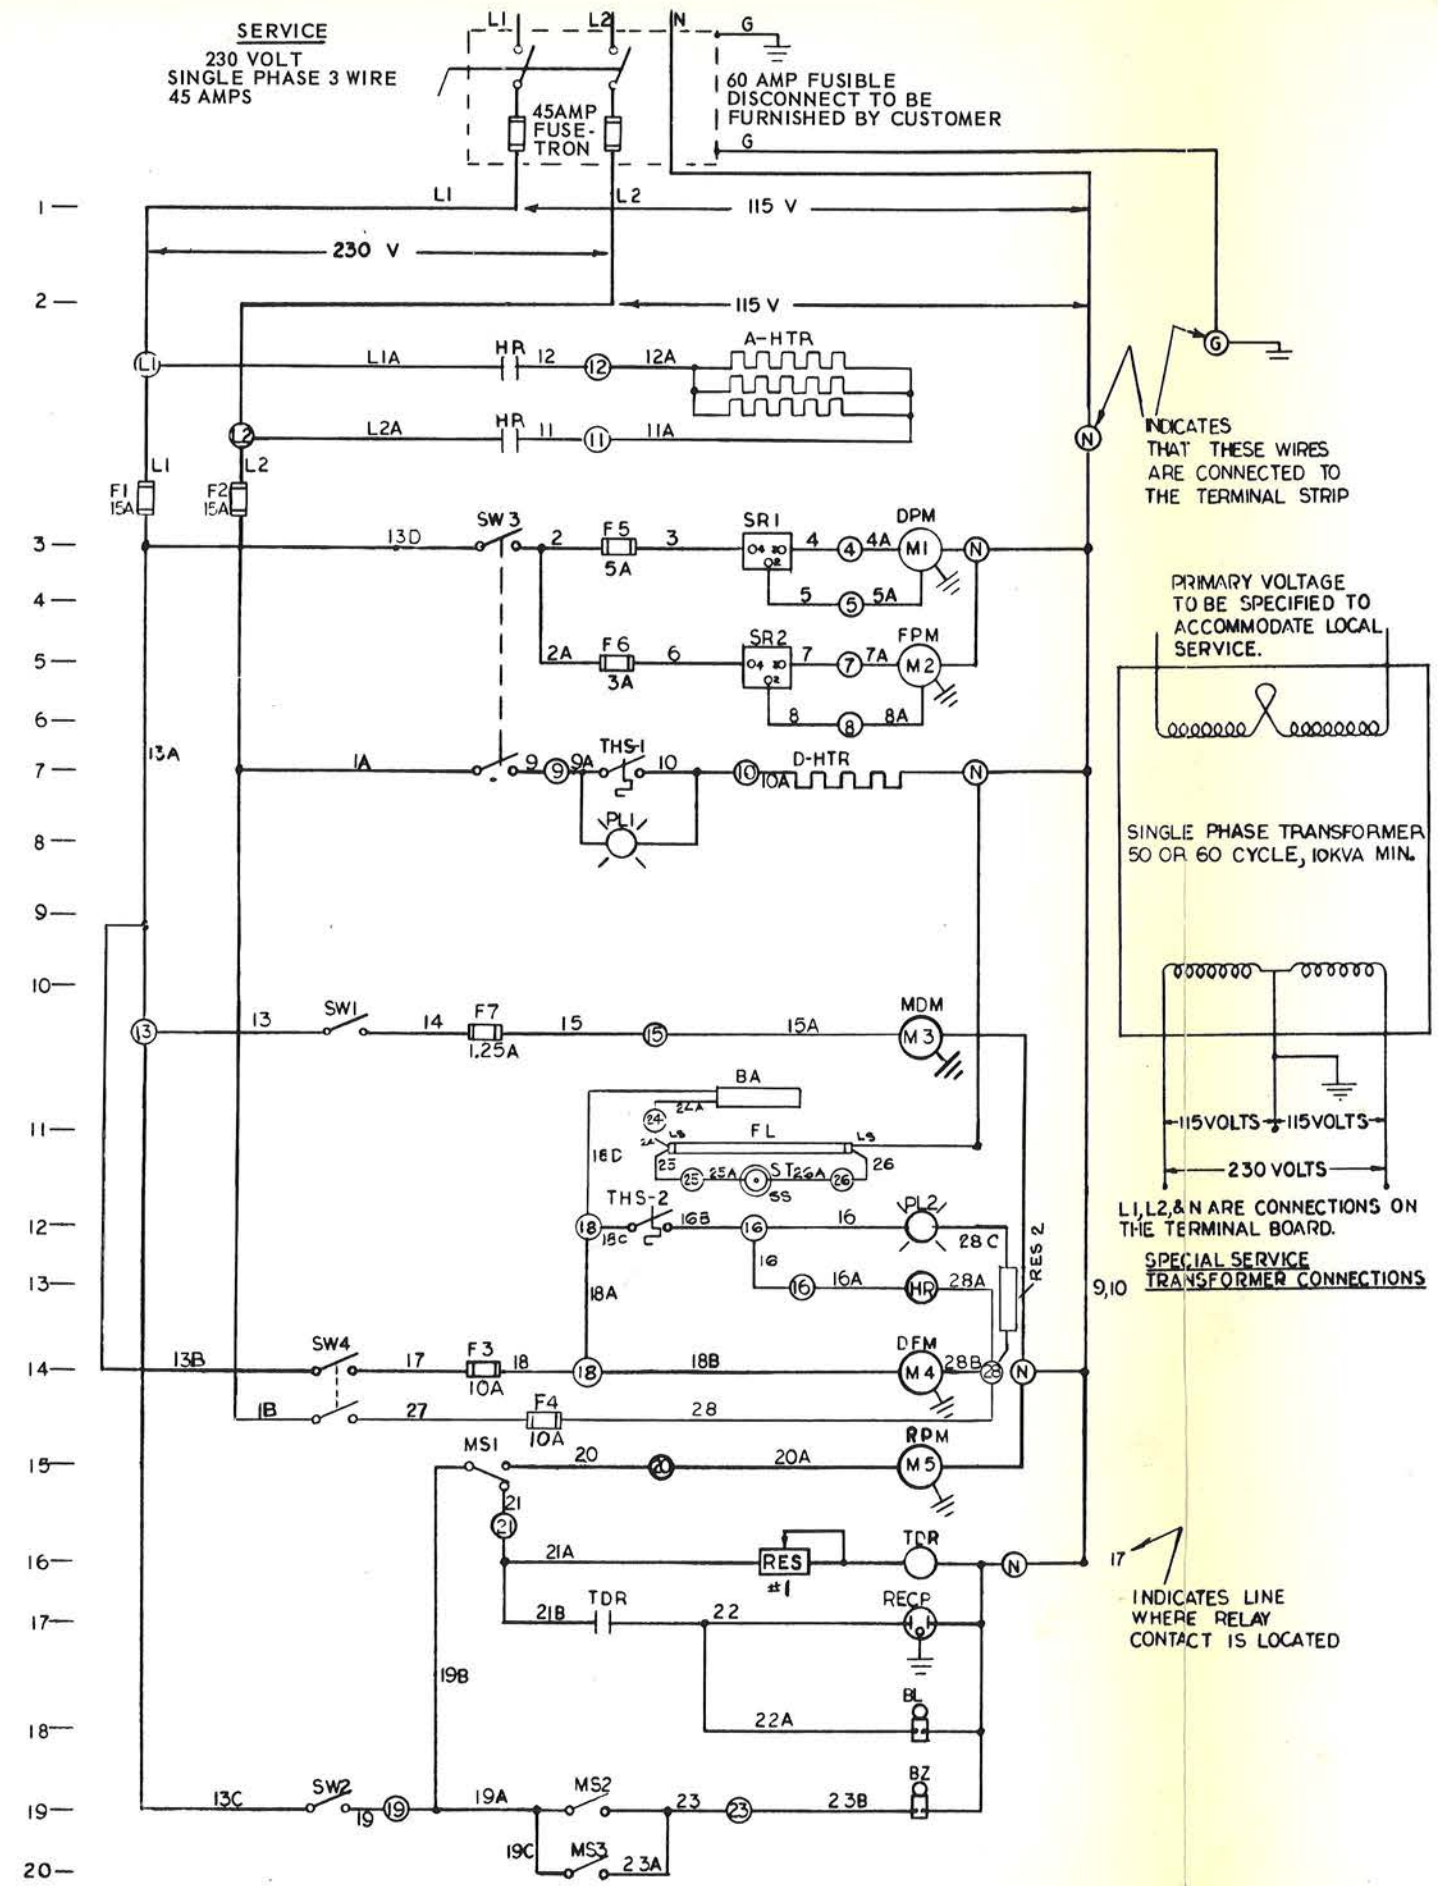 SERVICE
230 VOLT
SINGLE PHASE 3 WIRE
45 AMPS
L1
L2
N
G
60 AMP FUSIBLE
DISCONNECT TO BE
FURNISHED BY CUSTOMER
45AMP
FUSE-
TRON
G
1
L1
L2
115 V
230 V
2
115 V
A-HTR
L1
L1A
HR
12
12
12A
G
L2
L2A
HR
11
11
11A
N
INDICATES
THAT THESE WIRES
ARE CONNECTED TO
THE TERMINAL STRIP
L1
L2
F1
15A
F2
15A
3
13D
SW3
2
F5
5A
3
SR1
4
2
4
4
4A
DPM
M1
N
4
5
5
5A
PRIMARY VOLTAGE
TO BE SPECIFIED TO
ACCOMMODATE LOCAL
SERVICE.
5
2A
F6
3A
6
SR2
4
2
7
7
7A
FPM
M2
6
8
8
8A
13A
7
1A
9
9
9A
THS-1
10
10
10A
D-HTR
N
8
PL1
SINGLE PHASE TRANSFORMER
50 OR 60 CYCLE, 10KVA MIN.
9
10
13
13
SW1
14
F7
1.25A
15
15
15A
MDM
M3
BA
24A
24
11
18D
LS
FL
LS
25
25
25A
ST
SS
26A
26
26
115VOLTS
115VOLTS
230 VOLTS
L1,L2,&N ARE CONNECTIONS ON
THE TERMINAL BOARD.
SPECIAL SERVICE
TRANSFORMER CONNECTIONS
12
18
18C
THS-2
16B
16
16
PL2
28C
RES 2
13
18A
16
16
16A
HR
28A
9,10
14
13B
SW4
17
F3
10A
18
18
18B
DFM
M4
28B
28
N
1B
27
F4
10A
28
15
MS1
20
20
20A
RPM
M5
21
21
16
21A
RES
#1
TDR
N
17
INDICATES LINE
WHERE RELAY
CONTACT IS LOCATED
17
21B
TDR
22
RECP
19B
18
22A
BL
19
13C
SW2
19
19
19A
MS2
23
23
23B
BZ
20
19C
MS3
23A